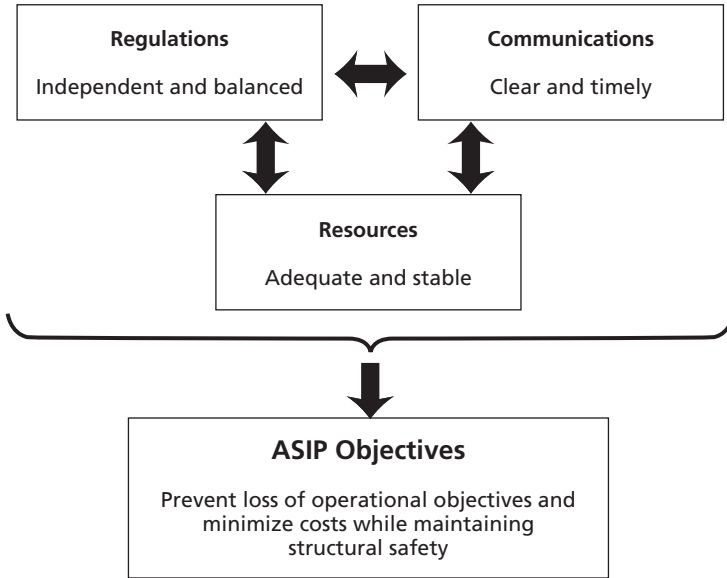 Regulations
Independent and balanced
Communications
Clear and timely
Resources
Adequate and stable
ASIP Objectives
Prevent loss of operational objectives and
minimize costs while maintaining
structural safety